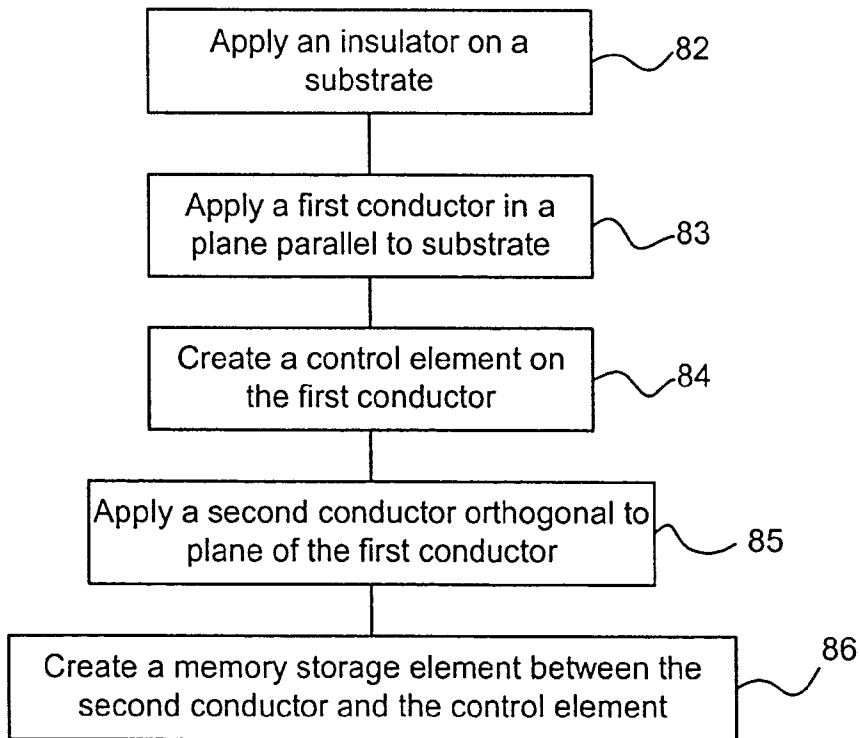 Apply an insulator on a
substrate
82
Apply a first conductor in a
plane parallel to substrate
83
Create a control element on
the first conductor
84
Apply a second conductor orthogonal to
plane of the first conductor
85
Create a memory storage element between the
second conductor and the control element
86